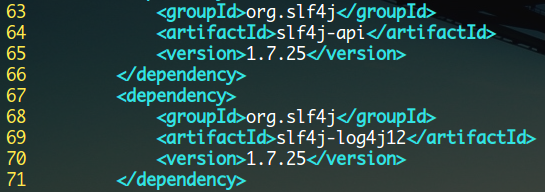 63 <groupId>org.slf4j</groupId>
64 <artifactId>slf4j-api</artifactId>
65 <version>1.7.25</version>
66 </dependency>
67 <dependency>
68 <groupId>org.slf4j</groupId>
69 <artifactId>slf4j-log4j12</artifactId>
70 <version>1.7.25</version>
71 </dependency>